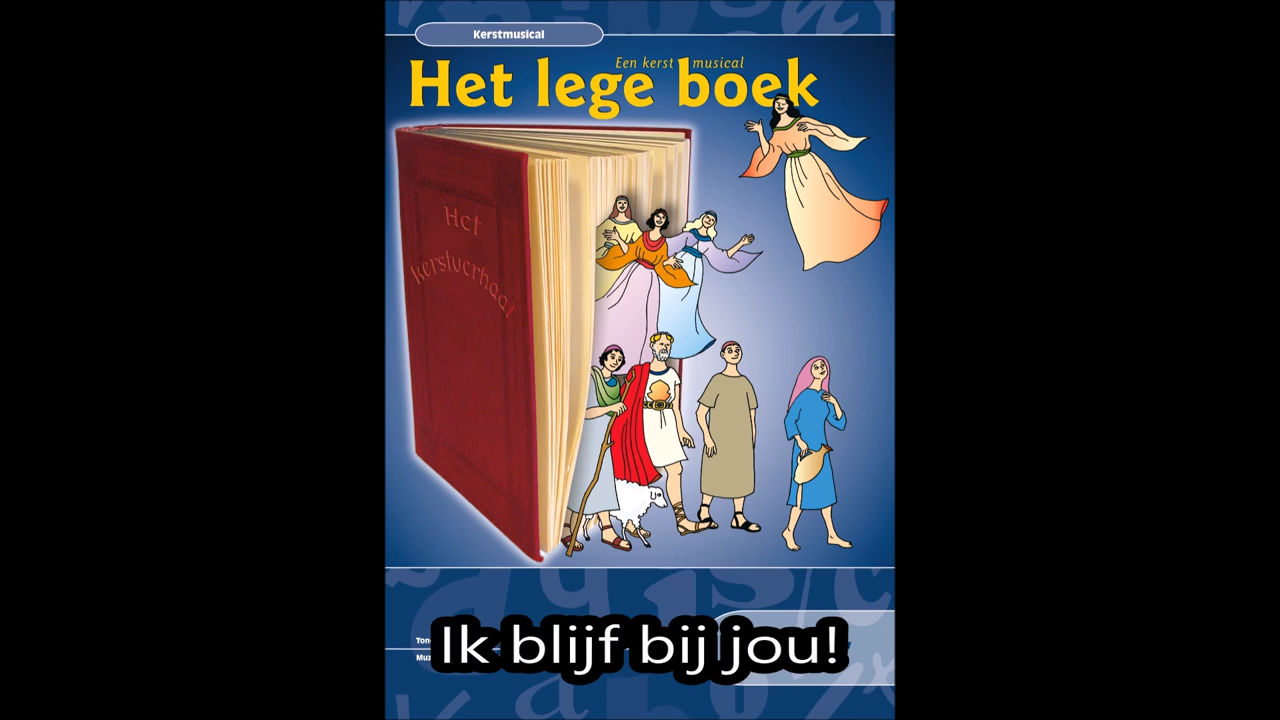 Kerstmusical
Een kerst musical
Het lege boek
Het
kerstverhaal
Ik blijf bij jou!